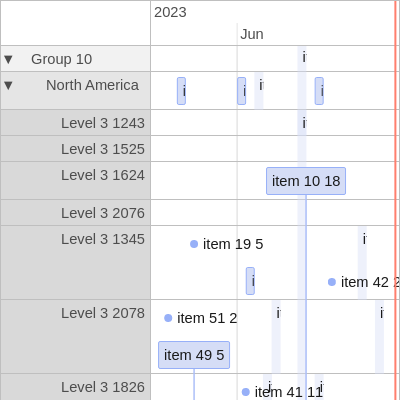 2023
Jun
▼ Group 10
▼ North America
Level 3 1243
Level 3 1525
Level 3 1624
item 10 18
Level 3 2076
Level 3 1345
item 19 5
item 42 2
Level 3 2078
item 51 2
item 49 5
Level 3 1826
item 41 11